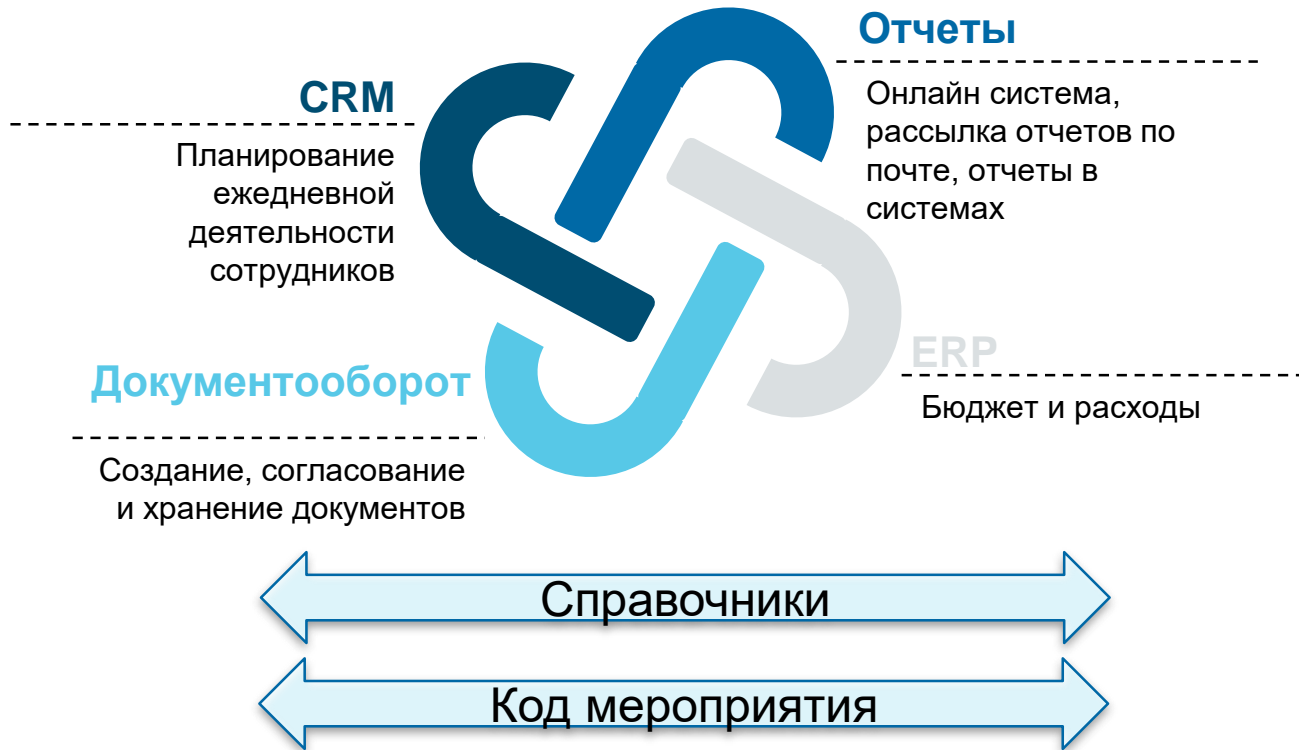 CRM
Планирование
ежедневной
деятельности
сотрудников
Отчеты
Онлайн система,
рассылка отчетов по
почте, отчеты в
системах
Документооборот
Создание, согласование
и хранение документов
ERP
Бюджет и расходы
Справочники
Код мероприятия